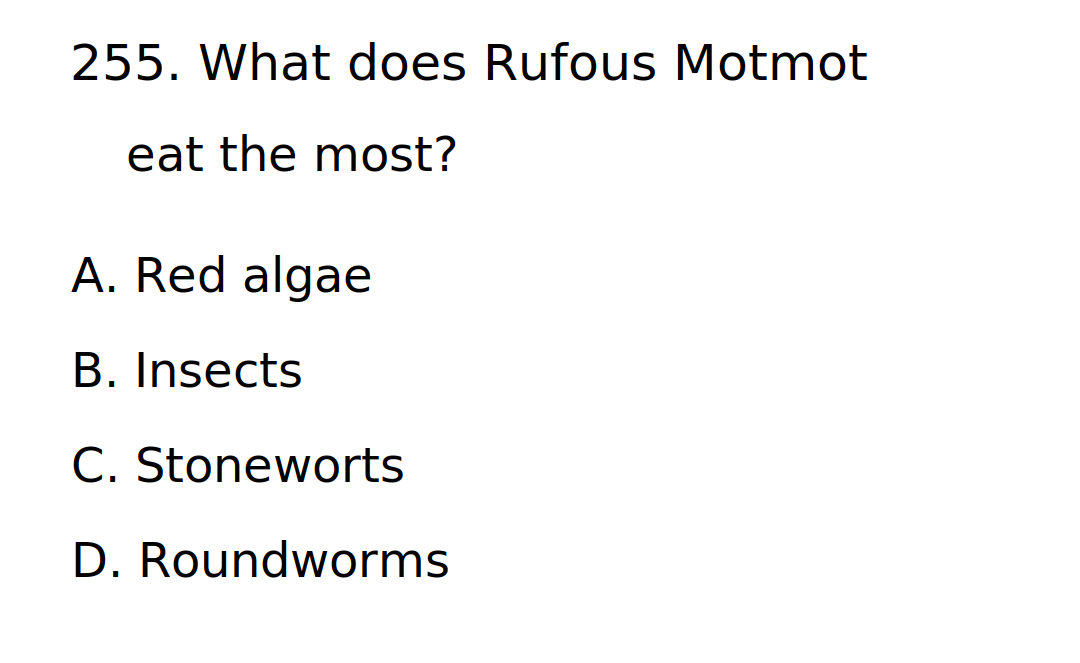 255. What does Rufous Motmot
eat the most?
A. Red algae
B. Insects
C. Stoneworts
D. Roundworms